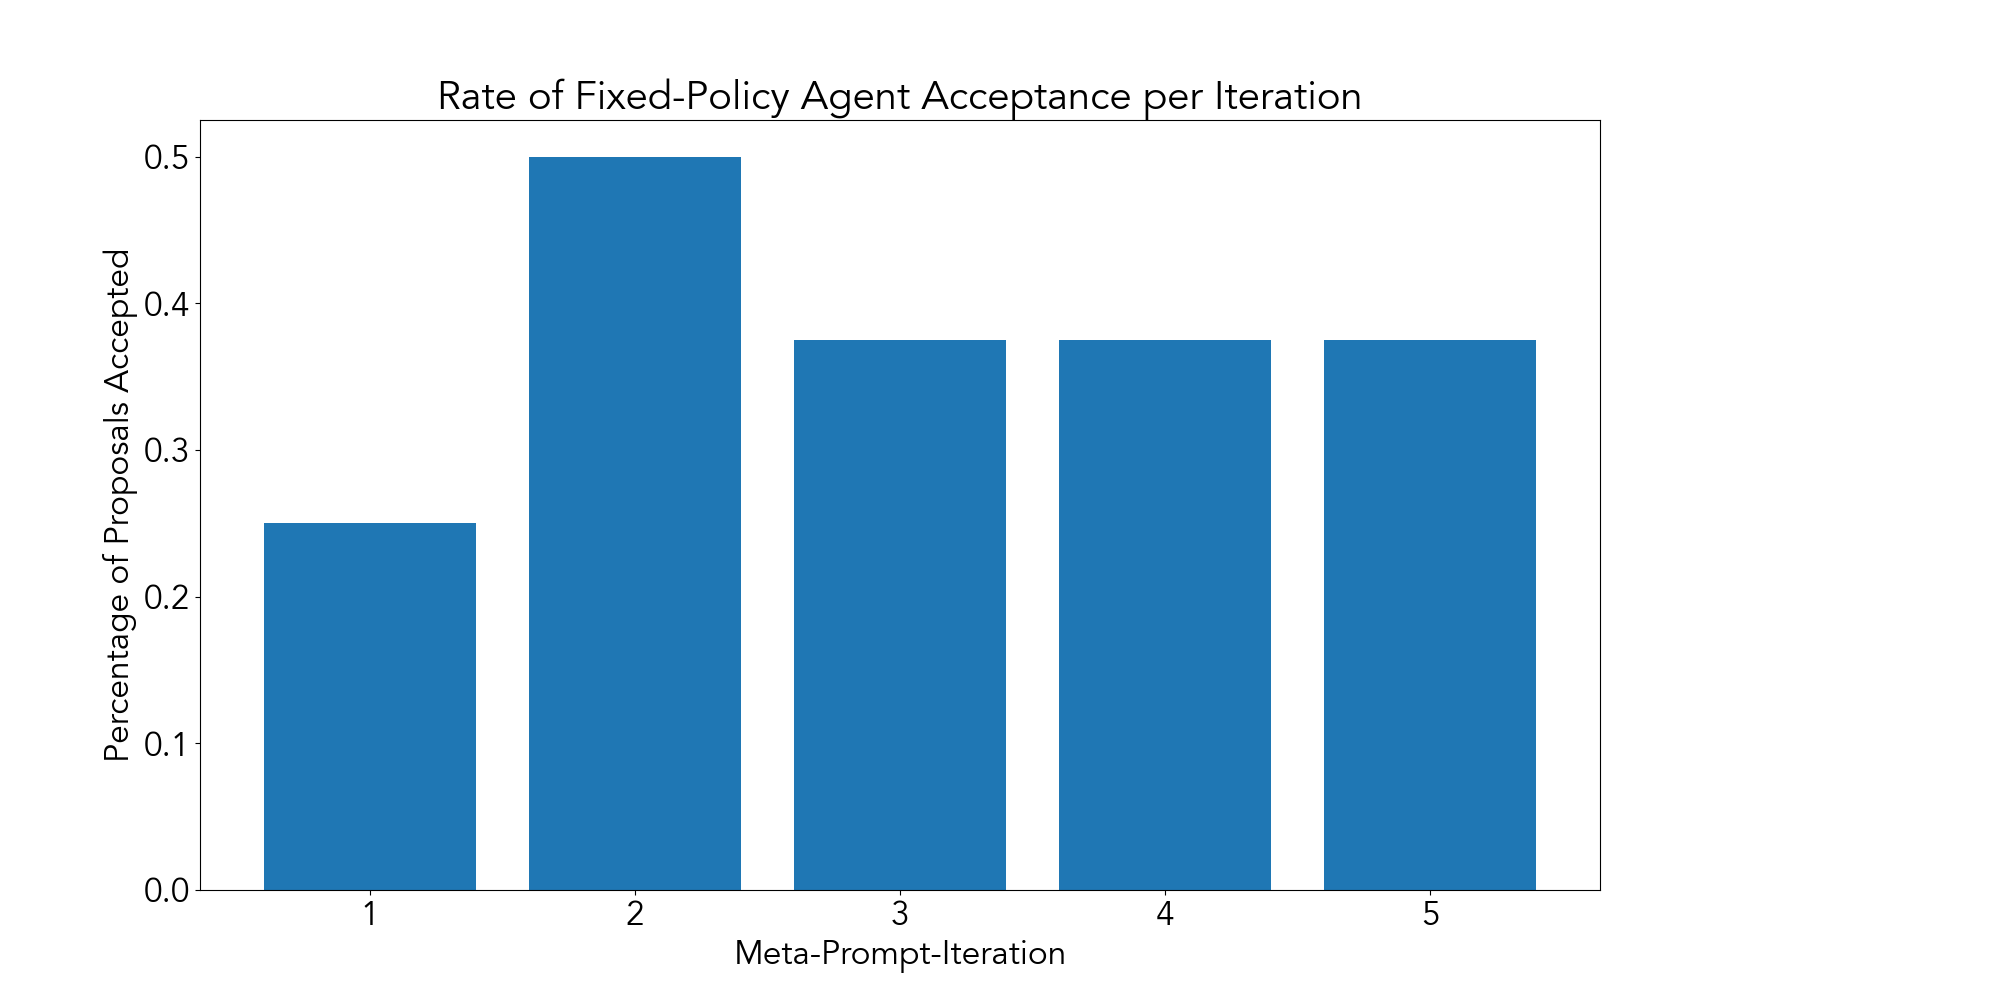 Rate of Fixed-Policy Agent Acceptance per Iteration
Percentage of Proposals Accepted
0.5
0.4
0.3
0.2
0.1
0.0
1 2 3 4 5
Meta-Prompt-Iteration